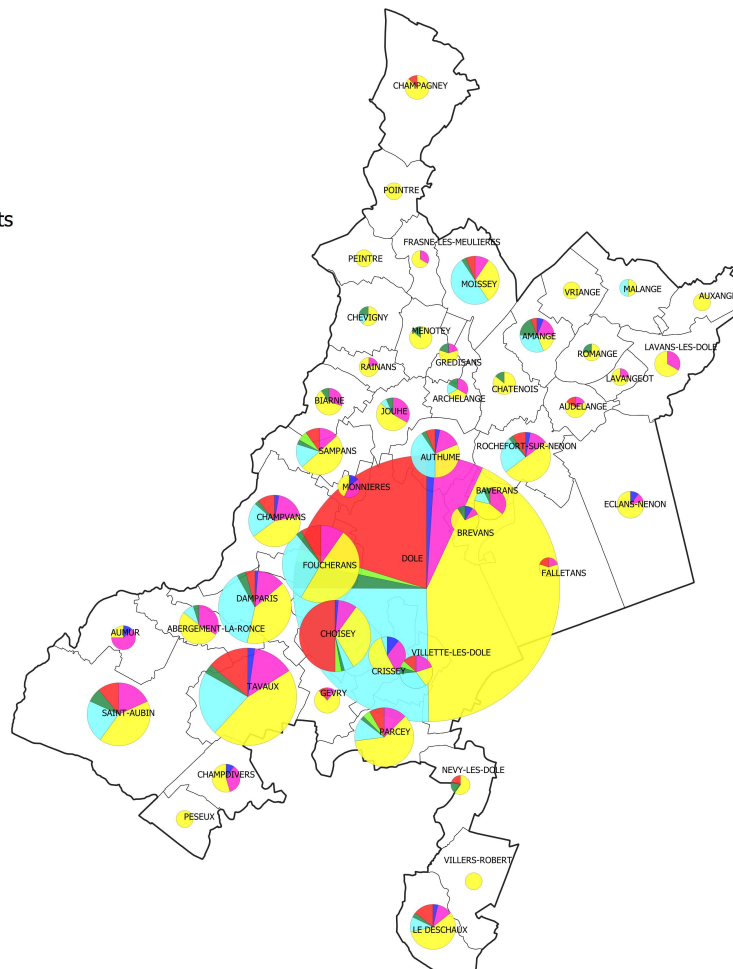 CHAMPAGNEY
POINTRE
ts
FRASNE-LES-MEULIERES
PEINTRE
MOISSEY
VRIANGE
MALANGE
AUXANGE
CHEVIGNY
MENOTEY
AMANGE
GREDISANS
ROMANGE
LAVANS-LES-DOLE
RAINANS
LAVANGEOT
CHATENOIS
ARCHELANGE
BIARNE
JOUHE
AUDELANGE
SAMPANS
ROCHEFORT-SUR-NENON
AUTHUME
MONNIERES
BAVERANS
ECLANS-NENON
CHAMPVANS
BREVANS
DOLE
FOUCHERANS
FALLETANS
DAMPARIS
ABERGEMENT-LA-RONCE
AUMUR
CHOISEY
VILLETTE-LES-DOLE
CRISSEY
TAVAUX
GEVRY
SAINT-AUBIN
PARCEY
CHAMPDIVERS
NEVY-LES-DOLE
PESEUX
VILLERS-ROBERT
LE DESCHAUX